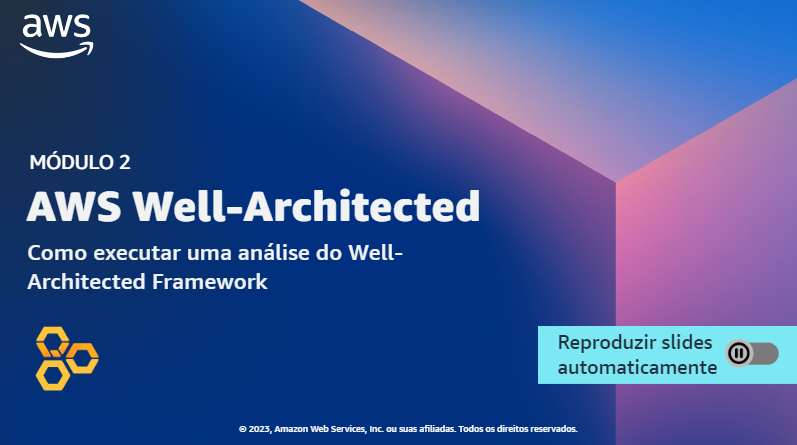 aws
MÓDULO 2
AWS Well-Architected
Como executar uma análise do Well-
Architected Framework
Reproduzir slides
automaticamente
© 2023, Amazon Web Services, Inc. ou suas afiliadas. Todos os direitos reservados.